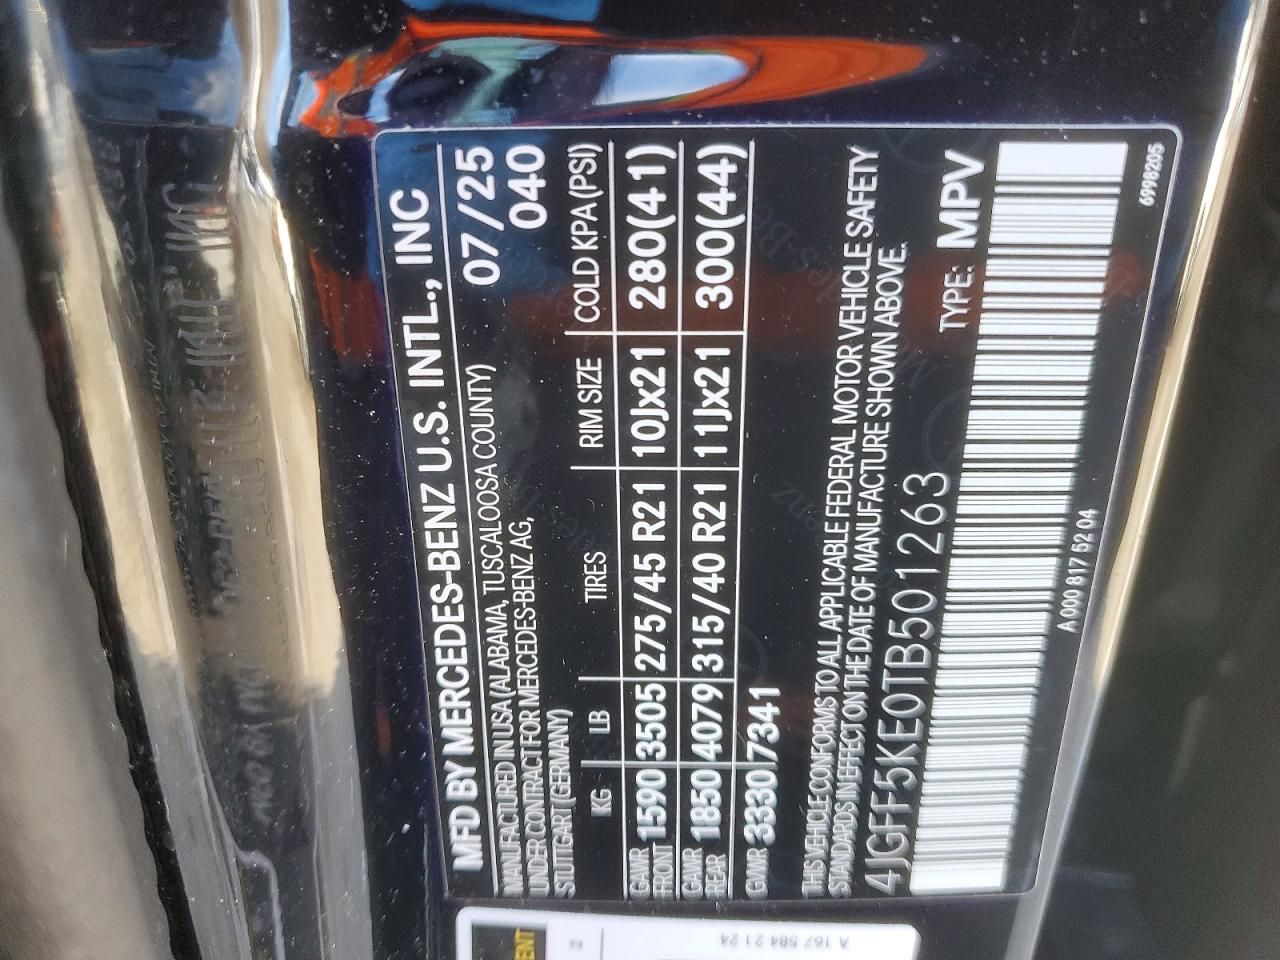 MFD BY MERCEDES-BENZ U.S. INTL., INC
MANUFACTURED IN USA (ALABAMA, TUSCALOOSA COUNTY) 07/25
UNDER CONTRACT FOR MERCEDES-BENZ AG, 040
STUTTGART (GERMANY)
KG LB TIRES RIM SIZE COLD KPA (PSI)
GAWR FRONT 1590 3505 275/45 R21 10Jx21 280(41)
GAWR REAR 1850 4079 315/40 R21 11Jx21 300(44)
GVWR 3330 7341
THIS VEHICLE CONFORMS TO ALL APPLICABLE FEDERAL MOTOR VEHICLE SAFETY
STANDARDS IN EFFECT ON THE DATE OF MANUFACTURE SHOWN ABOVE.
4JGFF5KE0TB501263 TYPE: MPV
A 000 817 52 04
6998205
A 167 584 21 24